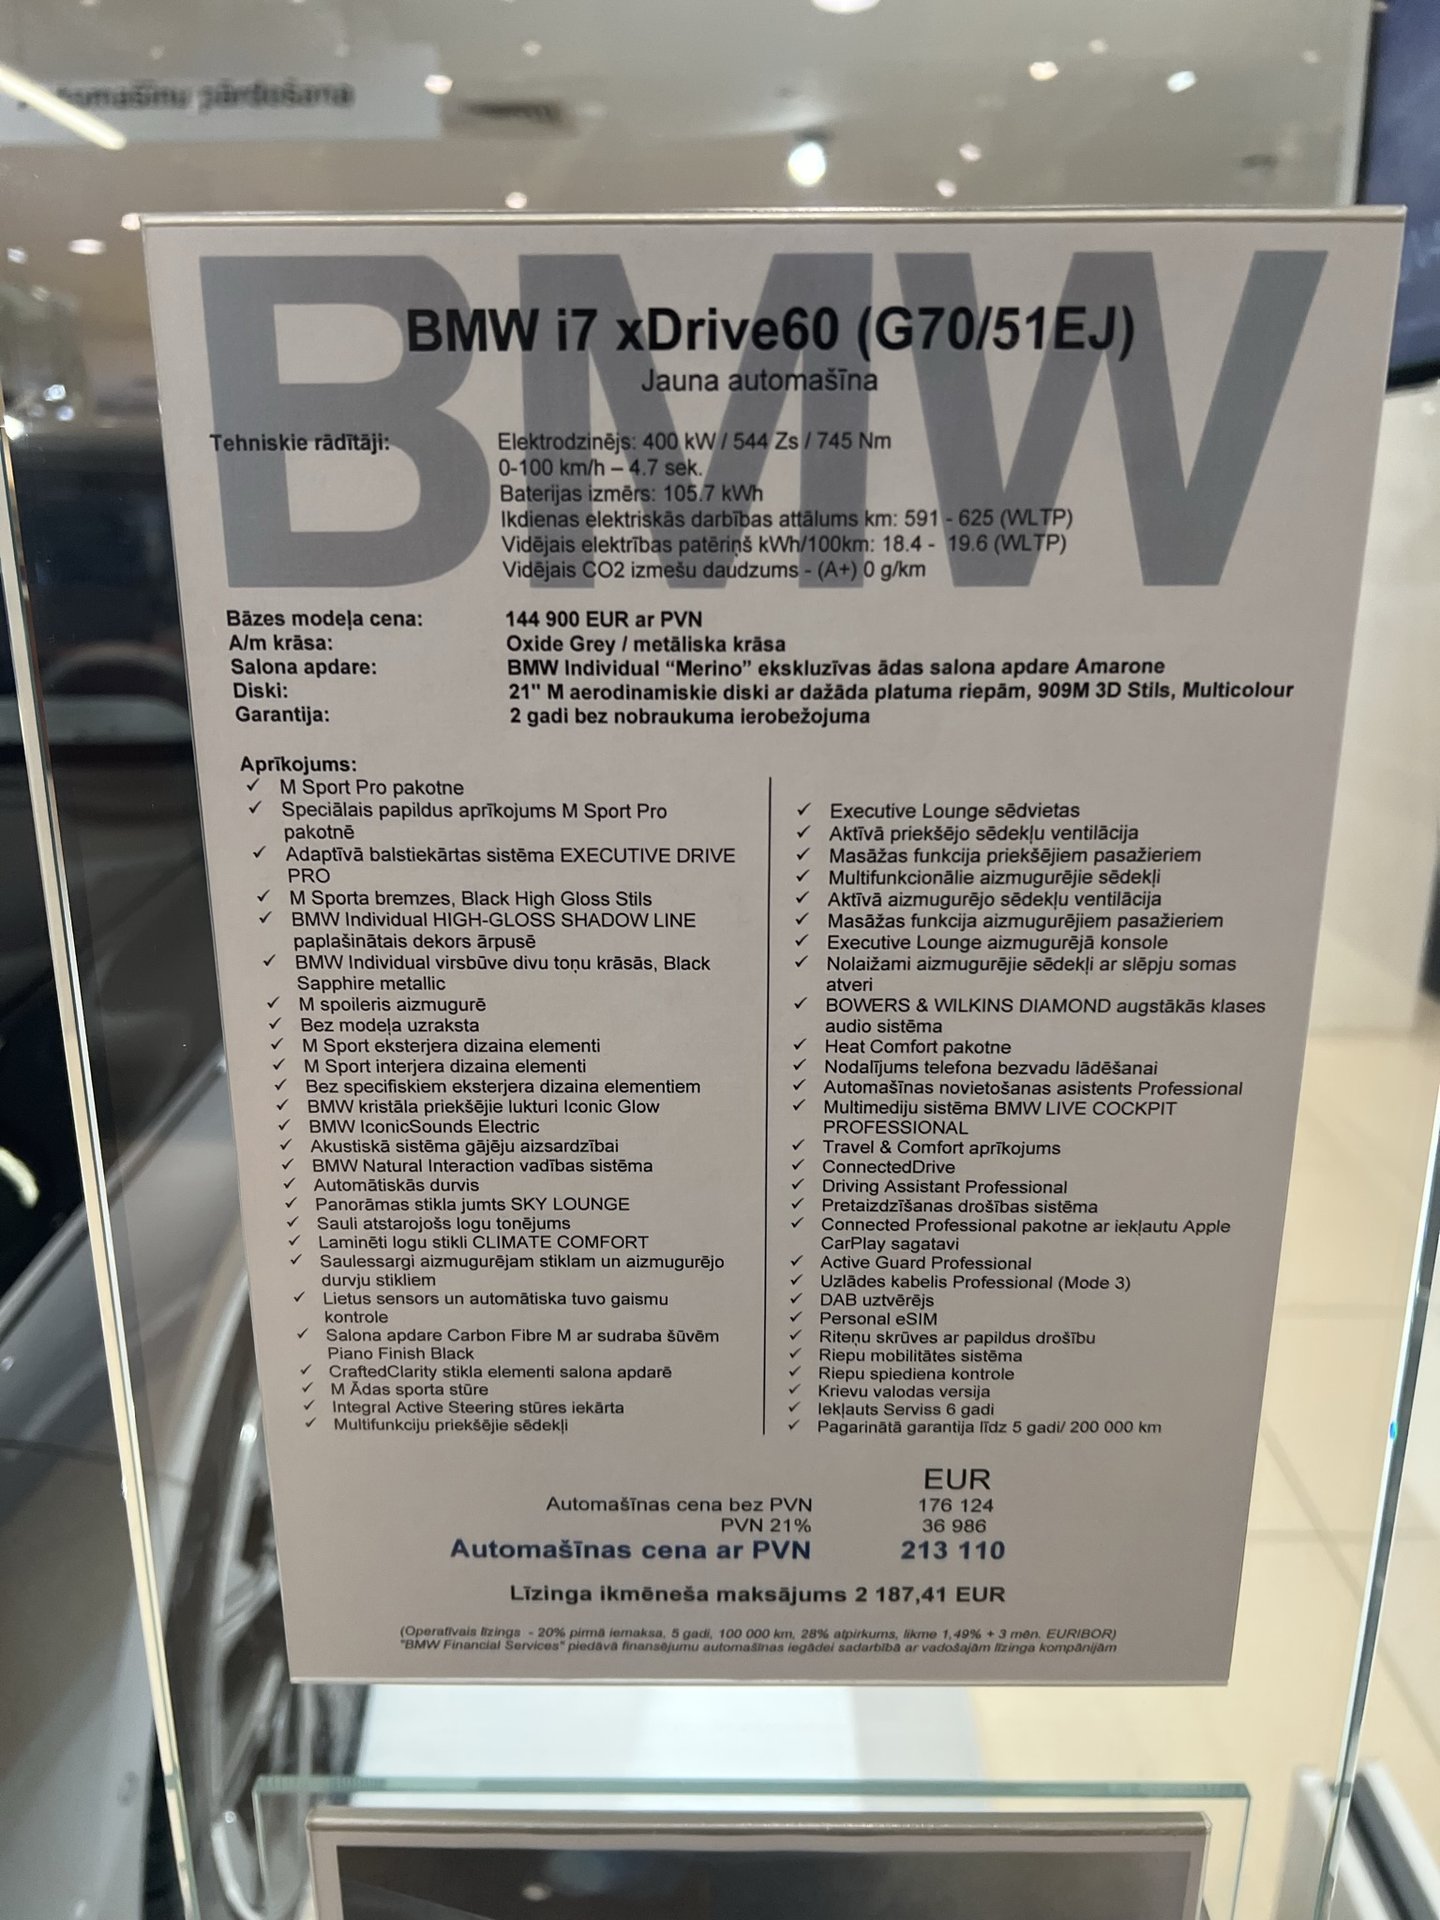 Automašīnu pārdošana
BMW
BMW i7 xDrive60 (G70/51EJ)
Jauna automašīna
Tehniskie rādītāji: Elektrodzinējs: 400 kW / 544 Zs / 745 Nm
0-100 km/h – 4.7 sek.
Baterijas izmērs: 105.7 kWh
Ikdienas elektriskās darbības attālums km: 591 - 625 (WLTP)
Vidējais elektrības patēriņš kWh/100km: 18.4 - 19.6 (WLTP)
Vidējais CO2 izmešu daudzums - (A+) 0 g/km
Bāzes modeļa cena: 144 900 EUR ar PVN
A/m krāsa: Oxide Grey / metāliska krāsa
Salona apdare: BMW Individual “Merino” ekskluzīvas ādas salona apdare Amarone
Diski: 21" M aerodinamiskie diski ar dažāda platuma riepām, 909M 3D Stils, Multicolour
Garantija: 2 gadi bez nobraukuma ierobežojuma
Aprīkojums:
✓ M Sport Pro pakotne
✓ Speciālais papildus aprīkojums M Sport Pro
pakotnē
✓ Adaptīvā balstiekārtas sistēma EXECUTIVE DRIVE
PRO
✓ M Sporta bremzes, Black High Gloss Stils
✓ BMW Individual HIGH-GLOSS SHADOW LINE
paplašinātais dekors ārpusē
✓ BMW Individual virsbūve divu toņu krāsās, Black
Sapphire metallic
✓ M spoileris aizmugurē
✓ Bez modeļa uzraksta
✓ M Sport eksterjera dizaina elementi
✓ M Sport interjera dizaina elementi
✓ Bez specifiskiem eksterjera dizaina elementiem
✓ BMW kristāla priekšējie lukturi Iconic Glow
✓ BMW IconicSounds Electric
✓ Akustiskā sistēma gājēju aizsardzībai
✓ BMW Natural Interaction vadības sistēma
✓ Automātiskās durvis
✓ Panorāmas stikla jumts SKY LOUNGE
✓ Sauli atstarojošs logu tonējums
✓ Laminēti logu stikli CLIMATE COMFORT
✓ Saulessargi aizmugurējam stiklam un aizmugurējo
durvju stikliem
✓ Lietus sensors un automātiska tuvo gaismu
kontrole
✓ Salona apdare Carbon Fibre M ar sudraba šūvēm
Piano Finish Black
✓ CraftedClarity stikla elementi salona apdarē
✓ M Ādas sporta stūre
✓ Integral Active Steering stūres iekārta
✓ Multifunkciju priekšējie sēdekļi
✓ Executive Lounge sēdvietas
✓ Aktīvā priekšējo sēdekļu ventilācija
✓ Masāžas funkcija priekšējiem pasažieriem
✓ Multifunkcionālie aizmugurējie sēdekļi
✓ Aktīvā aizmugurējo sēdekļu ventilācija
✓ Masāžas funkcija aizmugurējiem pasažieriem
✓ Executive Lounge aizmugurējā konsole
✓ Nolaižami aizmugurējie sēdekļi ar slēpju somas
atveri
✓ BOWERS & WILKINS DIAMOND augstākās klases
audio sistēma
✓ Heat Comfort pakotne
✓ Nodalījums telefona bezvadu lādēšanai
✓ Automašīnas novietošanas asistents Professional
✓ Multimediju sistēma BMW LIVE COCKPIT
PROFESSIONAL
✓ Travel & Comfort aprīkojums
✓ ConnectedDrive
✓ Driving Assistant Professional
✓ Pretaizdzīšanas drošības sistēma
✓ Connected Professional pakotne ar iekļautu Apple
CarPlay sagatavi
✓ Active Guard Professional
✓ Uzlādes kabelis Professional (Mode 3)
✓ DAB uztvērējs
✓ Personal eSIM
✓ Riteņu skrūves ar papildus drošību
✓ Riepu mobilitātes sistēma
✓ Riepu spiediena kontrole
✓ Krievu valodas versija
✓ Iekļauts Serviss 6 gadi
✓ Pagarinātā garantija līdz 5 gadi/ 200 000 km
EUR
Automašīnas cena bez PVN 176 124
PVN 21% 36 986
Automašīnas cena ar PVN 213 110
Līzinga ikmēneša maksājums 2 187,41 EUR
(Operatīvais līzings - 20% pirmā iemaksa, 5 gadi, 100 000 km, 28% atpirkums, likme 1,49% + 3 mēn. EURIBOR)
"BMW Financial Services" piedāvā finansējumu automašīnas iegādei sadarbībā ar vadošajām līzinga kompānijām